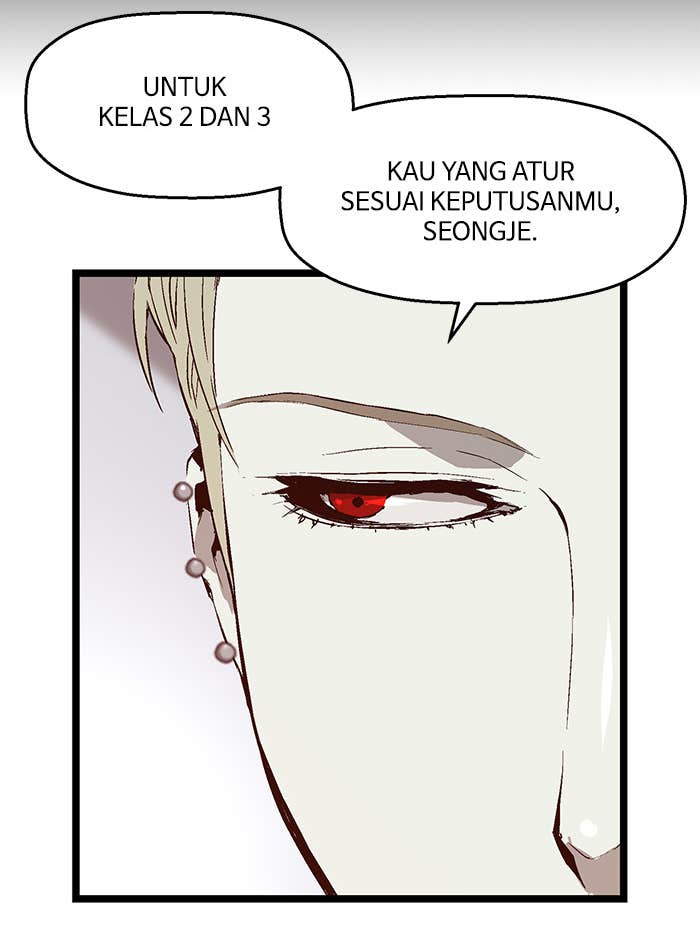 UNTUK
KELAS 2 DAN 3
KAU YANG ATUR
SESUAI KEPUTUSANMU,
SEONGJE.